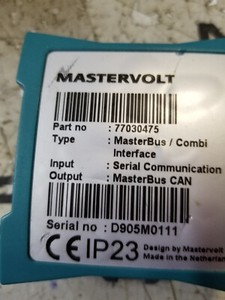 MASTERVOLT
Part no : 77030475
Type : MasterBus / Combi
Interface
Input : Serial Communication
Output : MasterBus CAN
Serial no : D905M0111
CE IP23 Design by Mastervolt
Made in the Netherlands